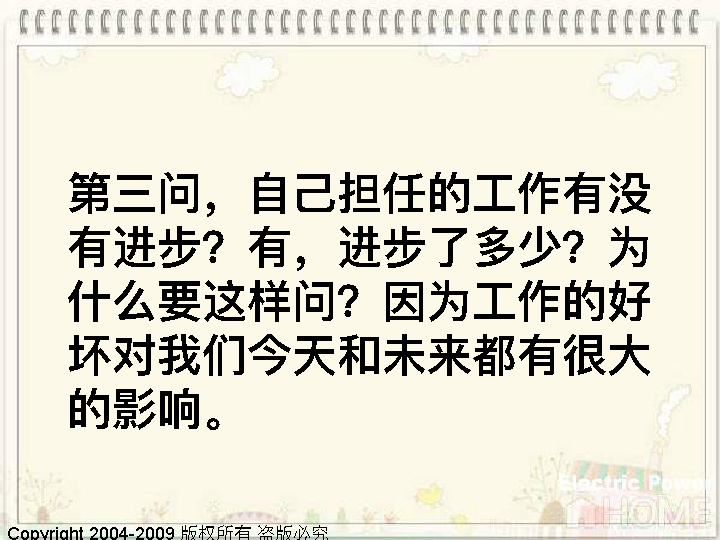 第三问，自己担任的工作有没
有进步？有，进步了多少？为
什么要这样问？因为工作的好
坏对我们今天和未来都有很大
的影响。
Electric Power
HOME
Copyright 2004-2009 版权所有 盗版必究